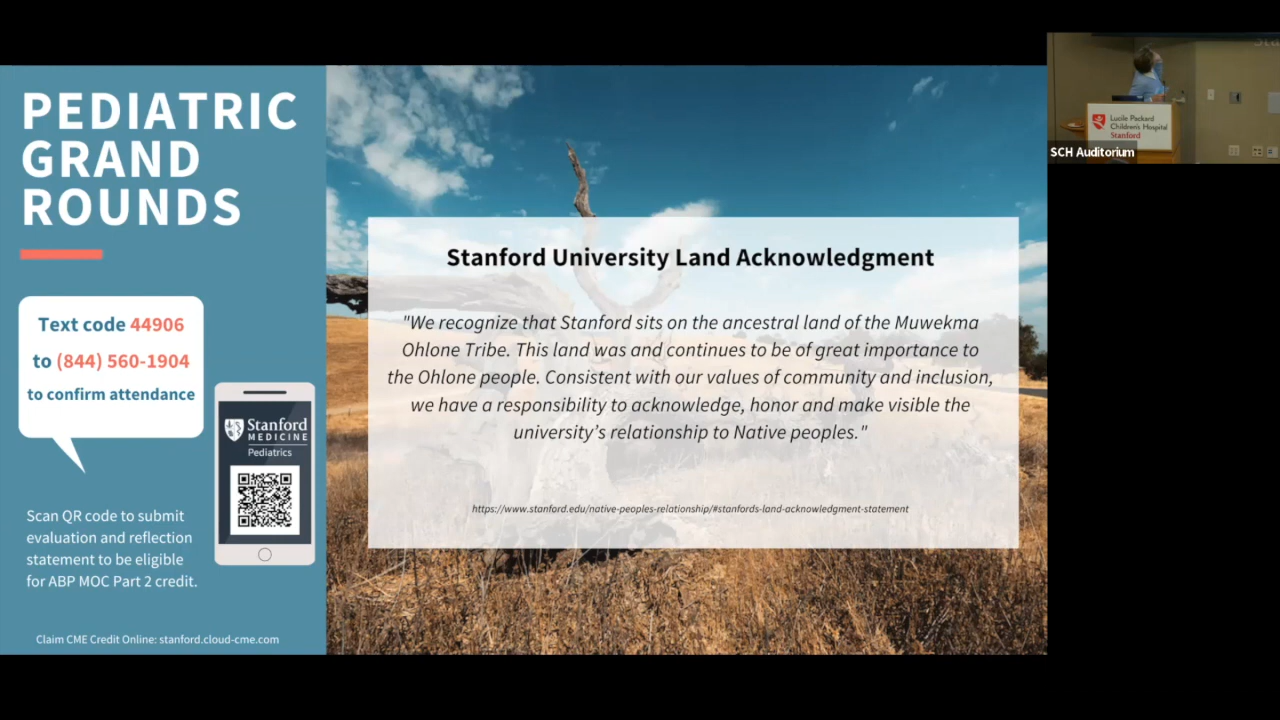 PEDIATRIC
GRAND
ROUNDS
Text code 44906
to (844) 560-1904
to confirm attendance
Stanford
MEDICINE
Pediatrics
Scan QR code to submit
evaluation and reflection
statement to be eligible
for ABP MOC Part 2 credit.
Claim CME Credit Online: stanford.cloud-cme.com
Stanford University Land Acknowledgment
"We recognize that Stanford sits on the ancestral land of the Muwekma
Ohlone Tribe. This land was and continues to be of great importance to
the Ohlone people. Consistent with our values of community and inclusion,
we have a responsibility to acknowledge, honor and make visible the
university’s relationship to Native peoples."
https://www.stanford.edu/native-peoples-relationship/#stanfords-land-acknowledgment-statement
Lucile Packard
Children's Hospital
Stanford
SCH Auditorium